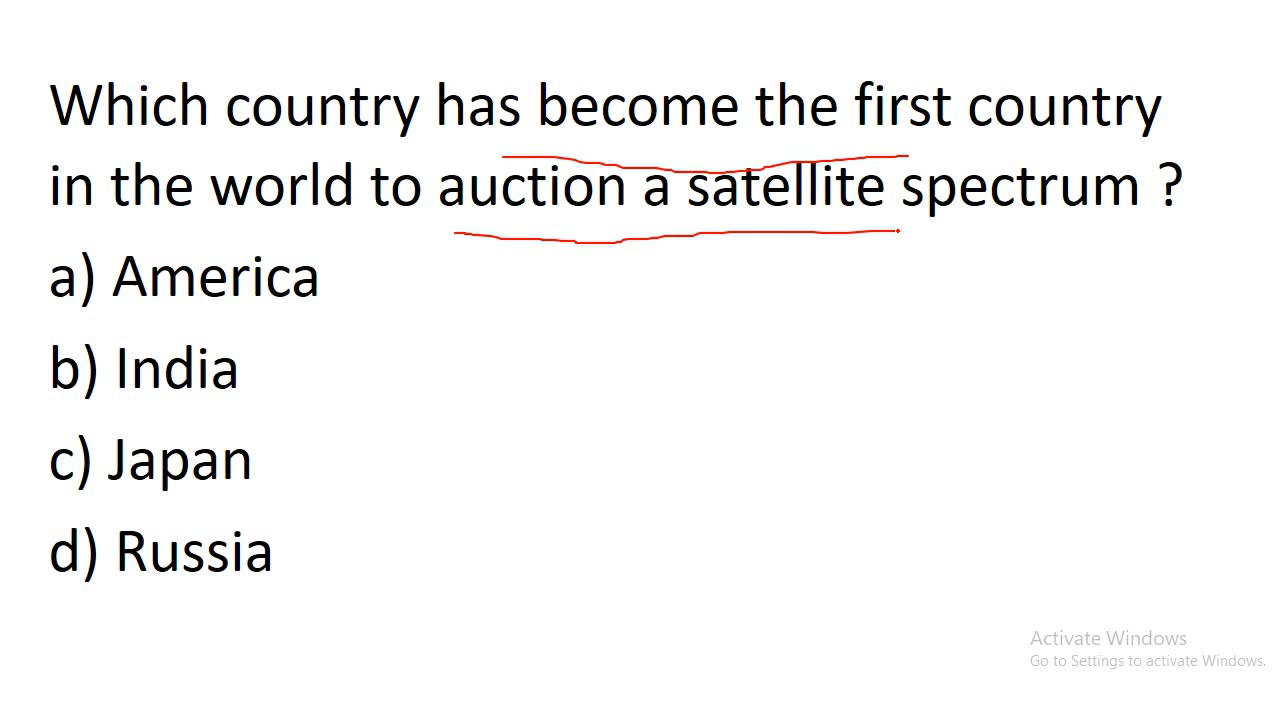 Which country has become the first country
in the world to auction a satellite spectrum ?
a) America
b) India
c) Japan
d) Russia
Activate Windows
Go to Settings to activate Windows.